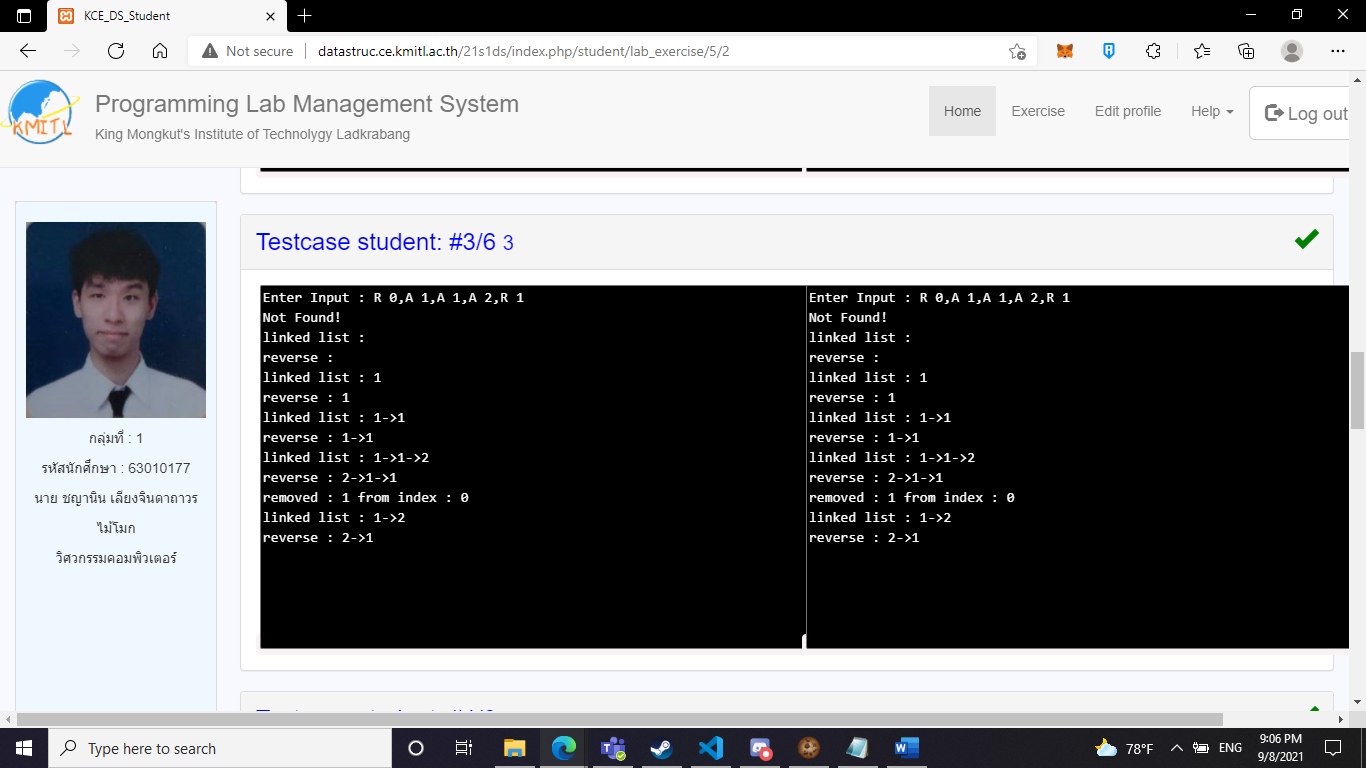 KCE_DS_Student
Not secure
datastruc.ce.kmitl.ac.th/21s1ds/index.php/student/lab_exercise/5/2
KMITL
Programming Lab Management System
King Mongkut's Institute of Technolygy Ladkrabang
Home
Exercise
Edit profile
Help
Log out
กลุ่มที่ : 1
รหัสนักศึกษา : 63010177
นาย ชญานิน เลียงจินดาถาวร
ไม้โมก
วิศวกรรมคอมพิวเตอร์
Testcase student: #3/6 3
Enter Input : R 0,A 1,A 1,A 2,R 1
Not Found!
linked list :
reverse :
linked list : 1
reverse : 1
linked list : 1->1
reverse : 1->1
linked list : 1->1->2
reverse : 2->1->1
removed : 1 from index : 0
linked list : 1->2
reverse : 2->1
Enter Input : R 0,A 1,A 1,A 2,R 1
Not Found!
linked list :
reverse :
linked list : 1
reverse : 1
linked list : 1->1
reverse : 1->1
linked list : 1->1->2
reverse : 2->1->1
removed : 1 from index : 0
linked list : 1->2
reverse : 2->1
Type here to search
78°F
ENG
9:06 PM
9/8/2021